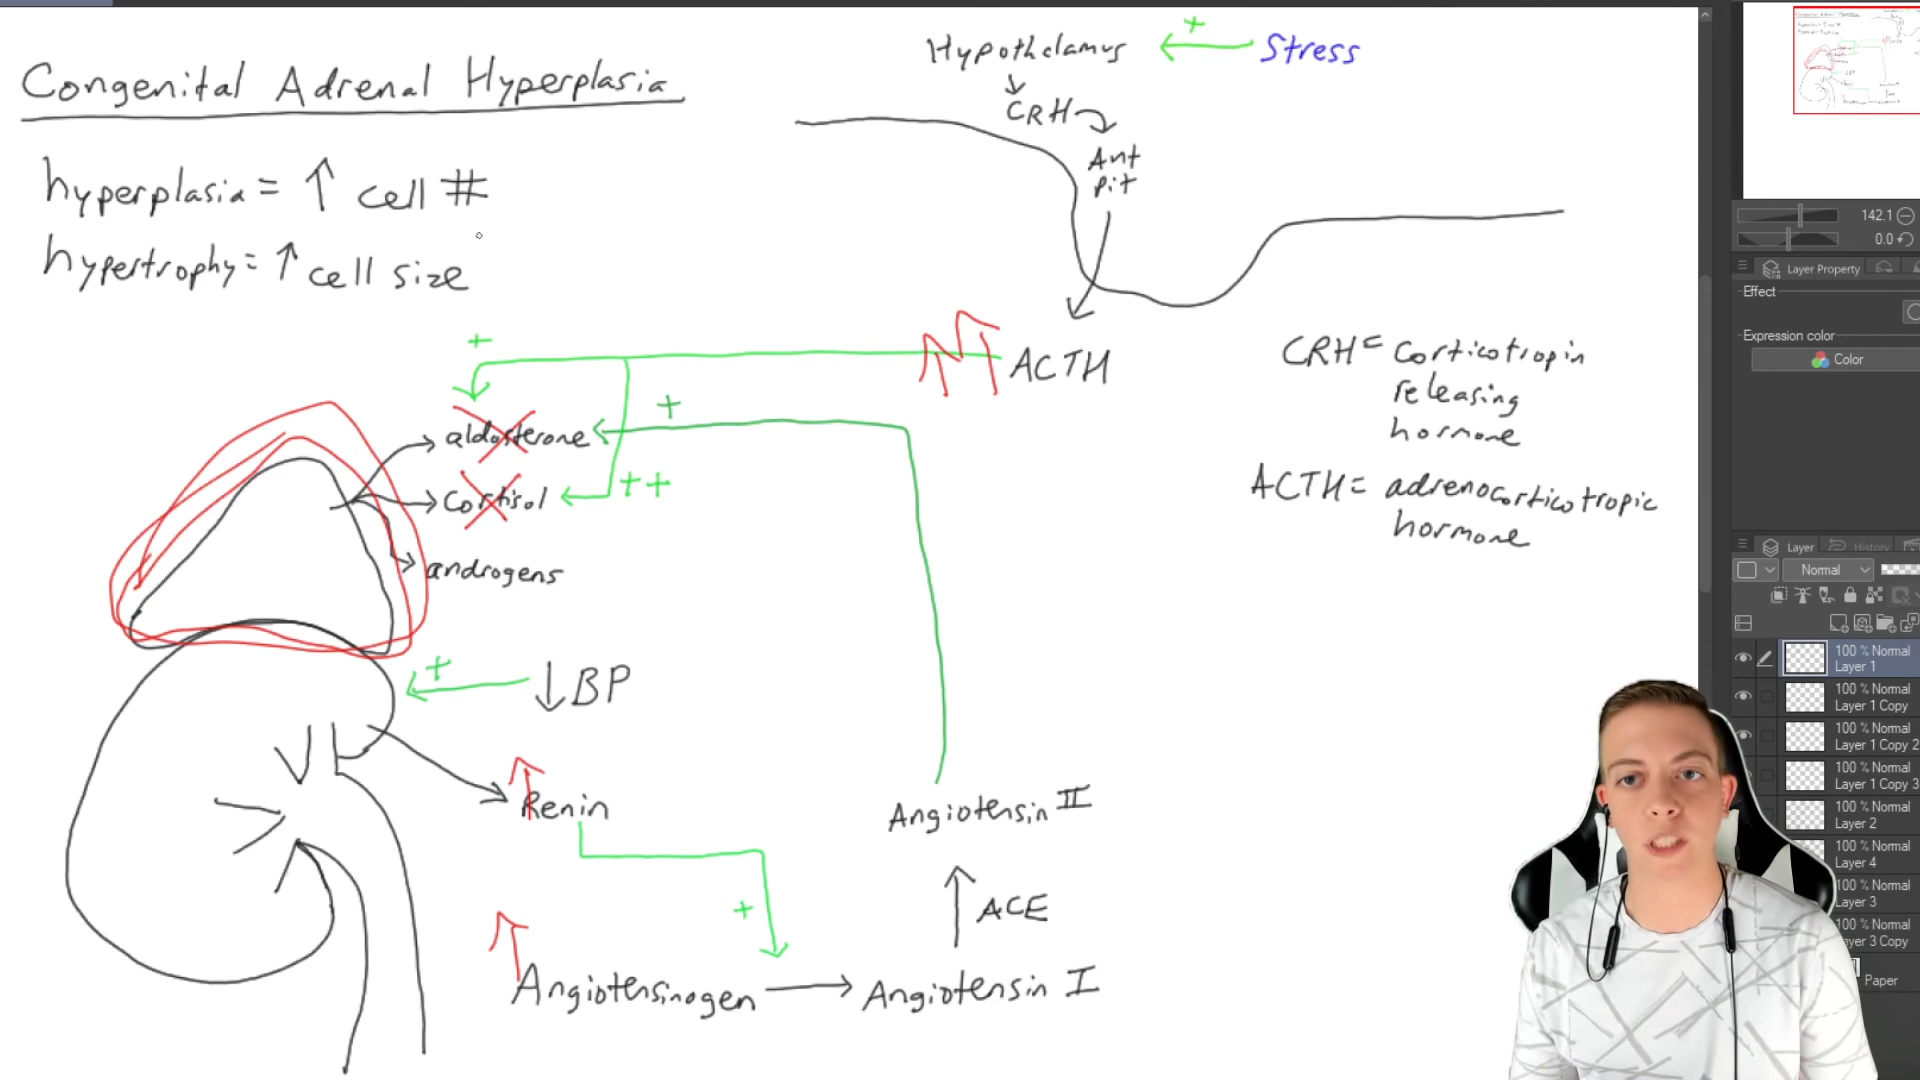 Congenital Adrenal Hyperplasia
hyperplasia = ↑ cell #
hypertrophy = ↑ cell size
Hypothalamus
+
Stress
CRH
Ant
pit
ACTH
+
aldosterone
+
cortisol
++
androgens
+
↓BP
↑
Renin
+
↑
Angiotensinogen
Angiotensin I
↑ ACE
Angiotensin II
CRH = corticotropin
releasing
hormone
ACTH = adrenocorticotropic
hormone
142.1
0.0
Layer Property
Effect
Expression color
Color
Layer
History
Normal
100 % Normal
Layer 1
100 % Normal
Layer 1 Copy
100 % Normal
Layer 1 Copy 2
100 % Normal
Layer 1 Copy 3
100 % Normal
Layer 2
100 % Normal
Layer 4
100 % Normal
Layer 3
100 % Normal
yer 3 Copy
Paper